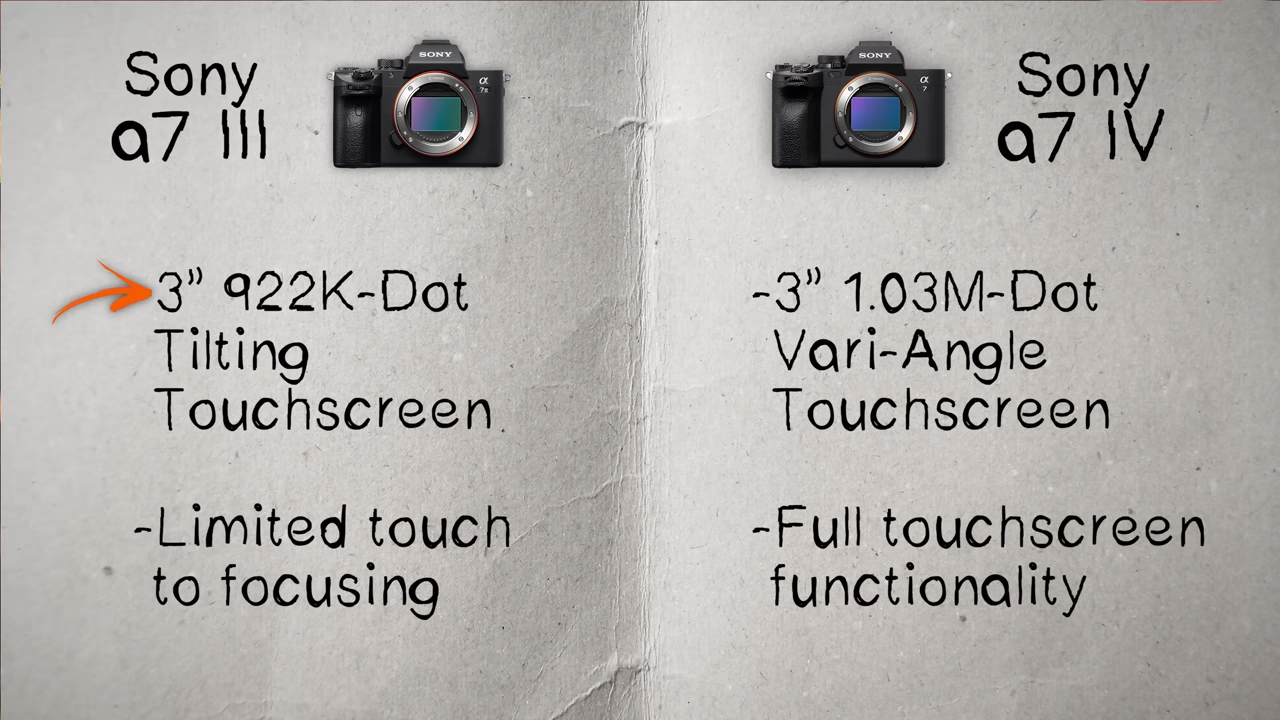 Sony
a7 III
SONY
α
SONY
α
7
Sony
a7 IV
3” 922K-Dot
Tilting
Touchscreen
-Limited touch
to focusing
-3” 1.03M-Dot
Vari-Angle
Touchscreen
-Full touchscreen
functionality